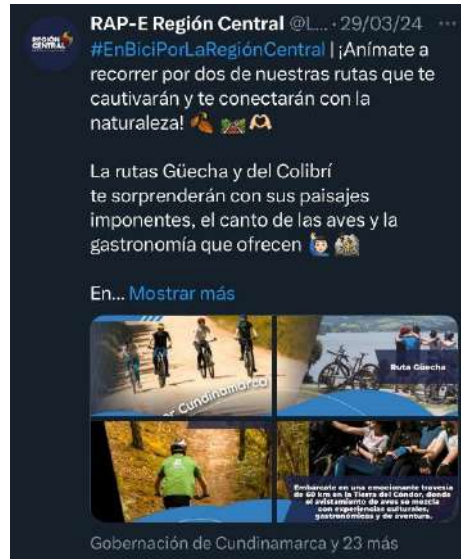 RAP-E Región Central @L... · 29/03/24 ...
REGIÓN
CENTRAL
#EnBiciPorLaRegiónCentral | ¡Anímate a
recorrer por dos de nuestras rutas que te
cautivarán y te conectarán con la
naturaleza!
La rutas Güecha y del Colibrí
te sorprenderán con sus paisajes
imponentes, el canto de las aves y la
gastronomía que ofrecen
En... Mostrar más
Cundinamarca
Ruta Güecha
Embárcate en una emocionante travesía
de 60 km en la Tierra del Cóndor, donde
el avistamiento de aves se mezcla
con experiencias culturales,
gastronómicas y de aventura.
Gobernación de Cundinamarca y 23 más